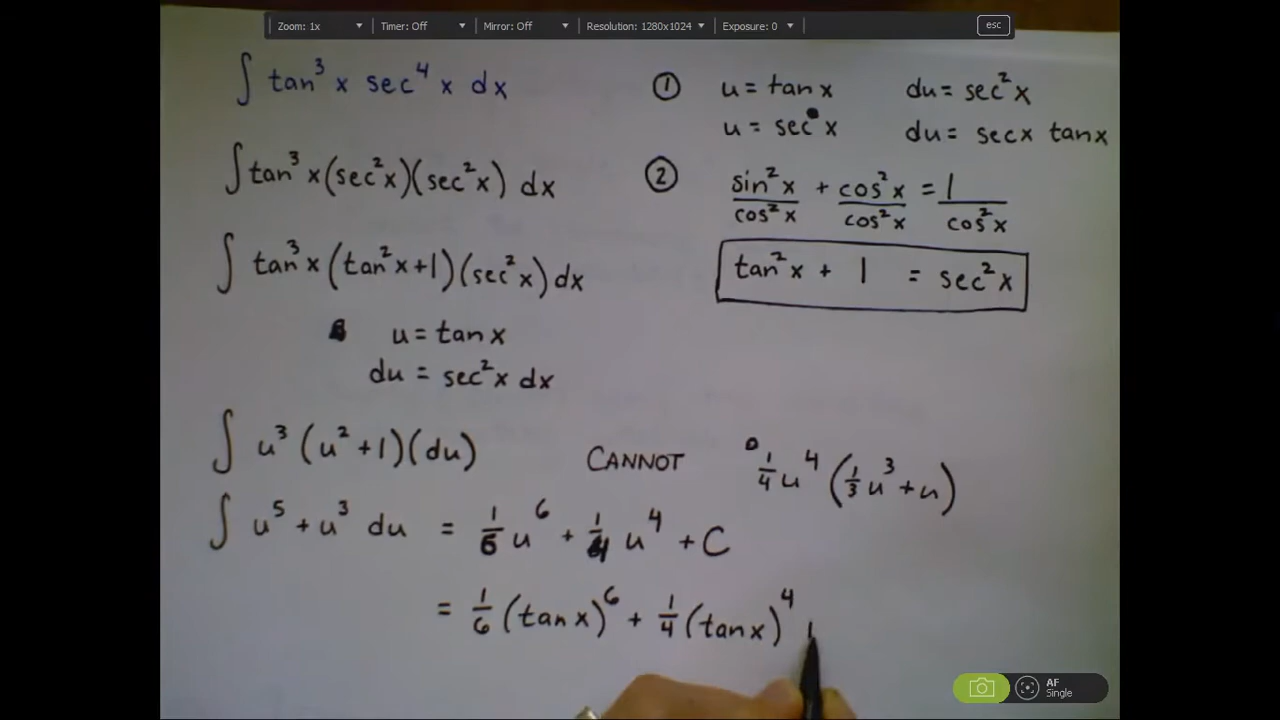 Zoom: 1x Timer: Off Mirror: Off Resolution: 1280x1024 Exposure: 0 esc
∫ tan³ x sec⁴ x dx
∫ tan³ x (sec² x)(sec² x) dx
∫ tan³ x (tan² x + 1)(sec² x) dx
u = tan x
du = sec² x dx
∫ u³ (u² + 1)(du)
∫ u⁵ + u³ du = 1/6 u⁶ + 1/4 u⁴ + C
= 1/6 (tan x)⁶ + 1/4 (tan x)⁴
① u = tan x du = sec² x
u = sec x du = sec x tan x
② sin² x / cos² x + cos² x / cos² x = 1 / cos² x
tan² x + 1 = sec² x
CANNOT 1/4 u⁴ (1/3 u³ + u)
AF
Single